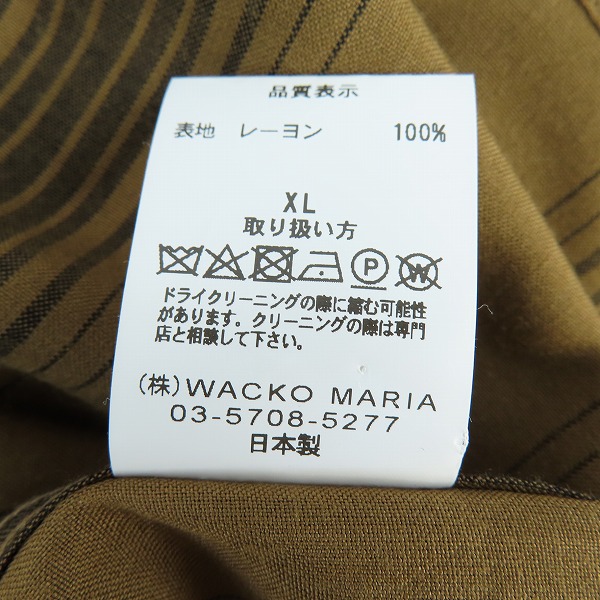 品質表示
表地 レーヨン 100%
XL
取り扱い方
P W
ドライクリーニングの際に縮む可能性
があります。クリーニングの際は専門
店と相談して下さい。
(株)WACKO MARIA
03-5708-5277
日本製